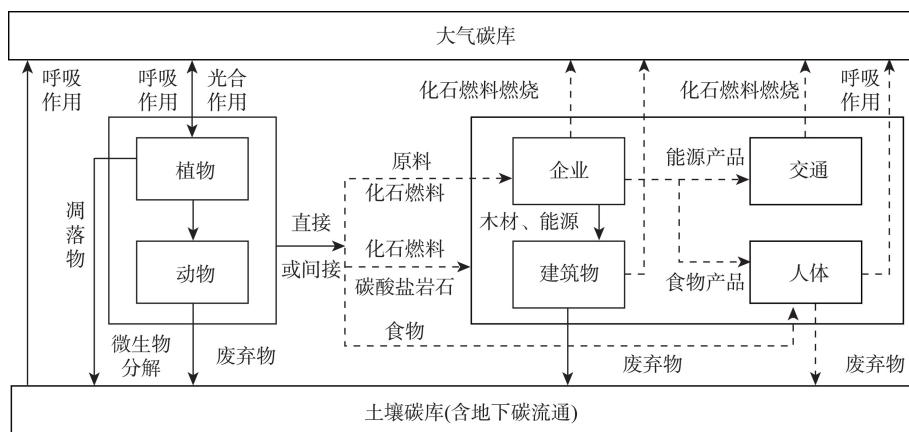 大气碳库
呼吸
作用
呼吸
作用
光合
作用
化石燃料燃烧
化石燃料燃烧
呼吸
作用
植物
原料
化石燃料
企业
能源产品
交通
凋
落
物
直接
或间接
木材、能源
动物
化石燃料
碳酸盐岩石
建筑物
食物产品
人体
食物
微生物
分解
废弃物
废弃物
废弃物
土壤碳库(含地下碳流通)